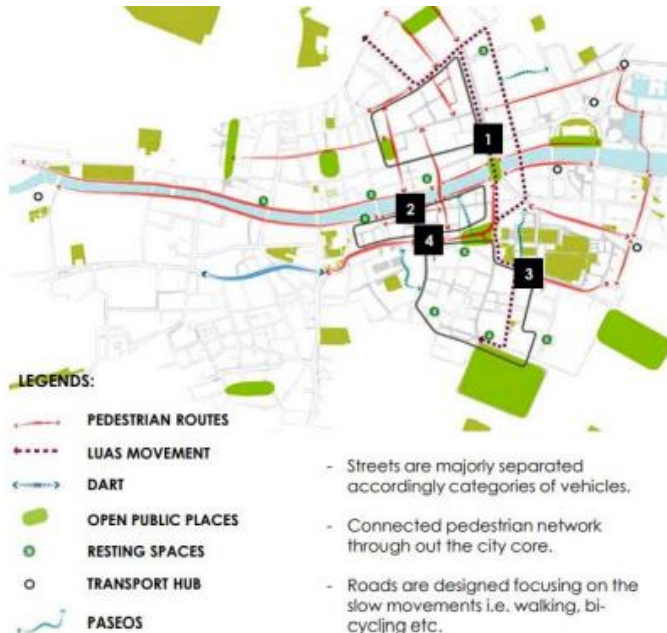 1
2
4
3
LEGENDS:
PEDESTRIAN ROUTES
LUAS MOVEMENT
DART
OPEN PUBLIC PLACES
RESTING SPACES
TRANSPORT HUB
PASEOS
- Streets are majorly separated
accordingly categories of vehicles.
- Connected pedestrian network
through out the city core.
- Roads are designed focusing on the
slow movements i.e. walking, bi-
cycling etc.